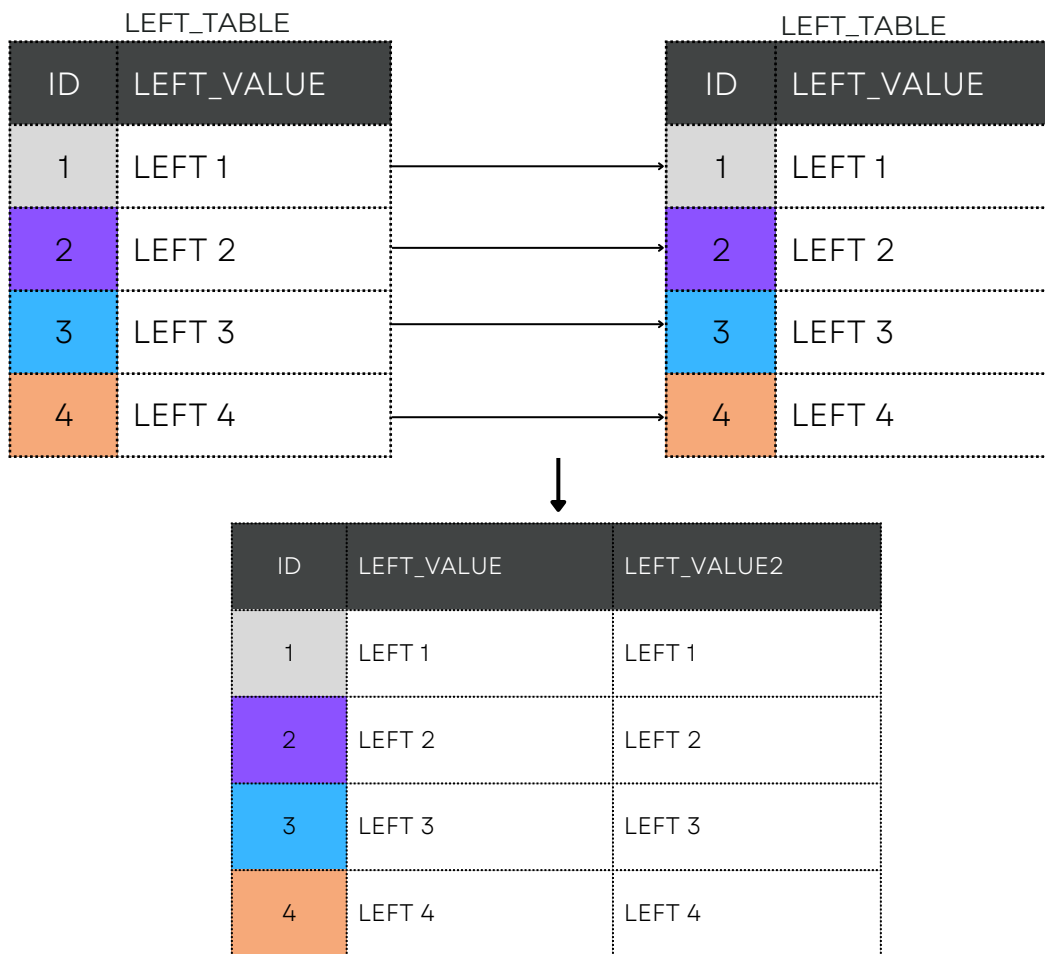 LEFT_TABLE LEFT_TABLE
ID LEFT_VALUE ID LEFT_VALUE
1 LEFT 1 1 LEFT 1
2 LEFT 2 2 LEFT 2
3 LEFT 3 3 LEFT 3
4 LEFT 4 4 LEFT 4
ID LEFT_VALUE LEFT_VALUE2
1 LEFT 1 LEFT 1
2 LEFT 2 LEFT 2
3 LEFT 3 LEFT 3
4 LEFT 4 LEFT 4